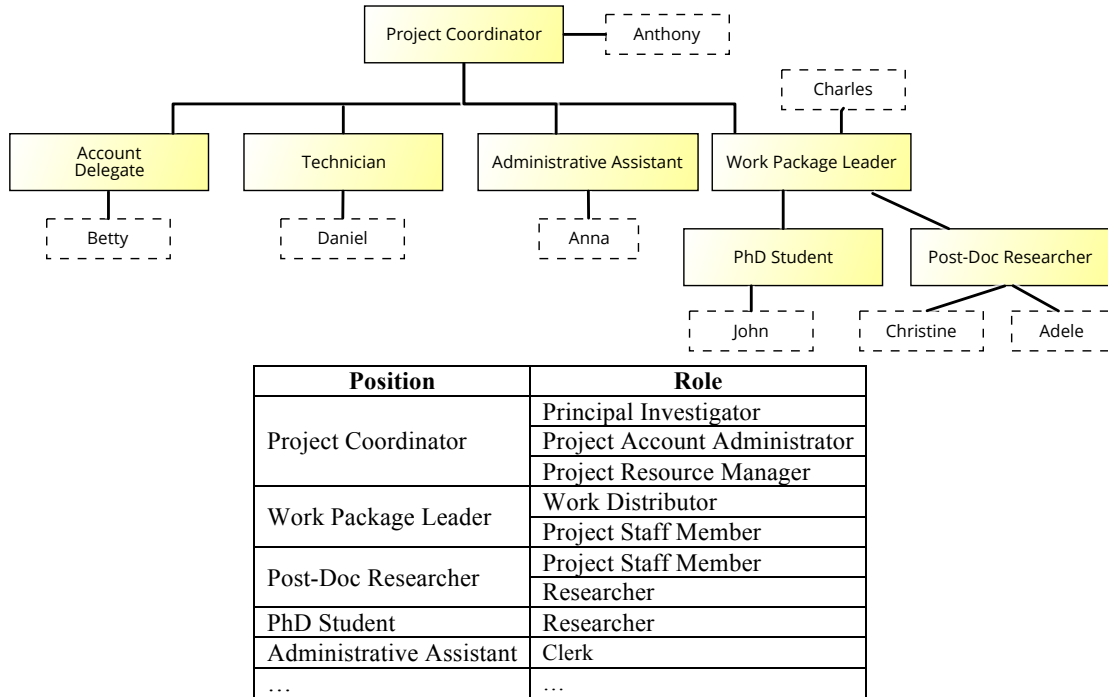 Project Coordinator
Anthony
Charles
Account
Delegate
Technician
Administrative Assistant
Work Package Leader
Betty
Daniel
Anna
PhD Student
Post-Doc Researcher
John
Christine
Adele
Position
Role
Project Coordinator
Principal Investigator
Project Account Administrator
Project Resource Manager
Work Package Leader
Work Distributor
Project Staff Member
Post-Doc Researcher
Project Staff Member
Researcher
PhD Student
Researcher
Administrative Assistant
Clerk
…
…